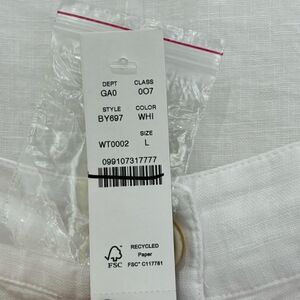 DEPT CLASS
GA0 007
STYLE COLOR
BY697 WHI
SIZE
WT0002 L
099107317777
FSC
RECYCLED
Paper
FSC® C117781